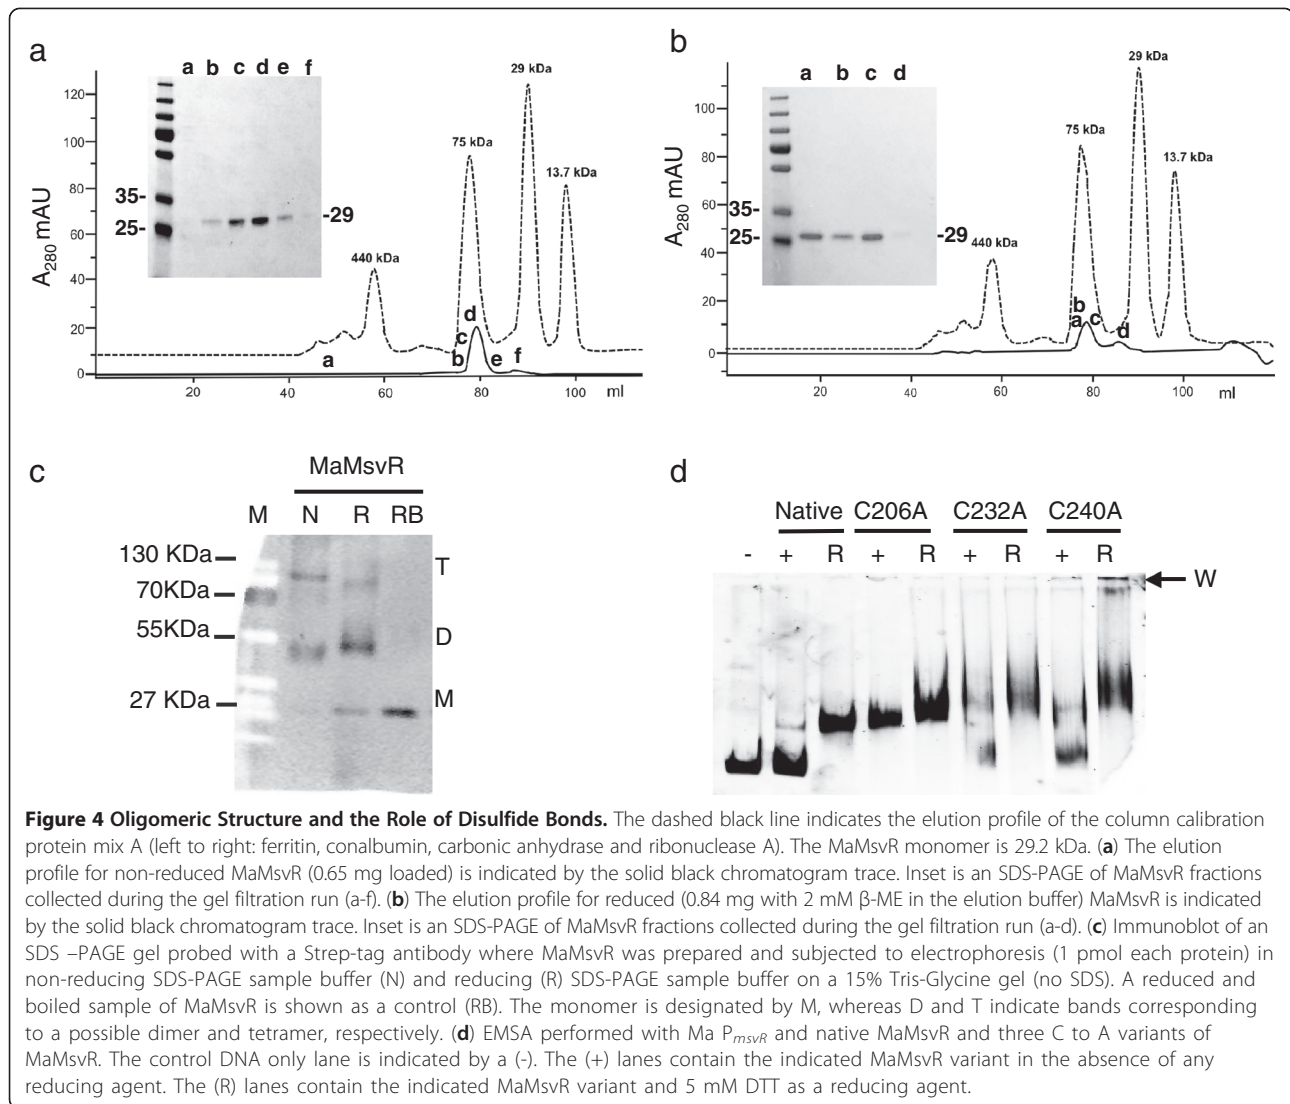 a
a b c d e f
120
100
80
60
40
20
0
A280 mAU
35-
25-
-29
440 kDa
75 kDa
29 kDa
13.7 kDa
a
b
c
d
e
f
20 40 60 80 100 ml
b
a b c d
100
80
60
40
20
0
A280 mAU
35-
25-
-29
440 kDa
75 kDa
29 kDa
13.7 kDa
b
a
c
d
20 40 60 80 100 ml
c
MaMsvR
M N R RB
130 KDa
70KDa
55KDa
27 KDa
T
D
M
d
Native C206A C232A C240A
- + R + R + R + R
W
Figure 4 Oligomeric Structure and the Role of Disulfide Bonds. The dashed black line indicates the elution profile of the column calibration
protein mix A (left to right: ferritin, conalbumin, carbonic anhydrase and ribonuclease A). The MaMsvR monomer is 29.2 kDa. (a) The elution
profile for non-reduced MaMsvR (0.65 mg loaded) is indicated by the solid black chromatogram trace. Inset is an SDS-PAGE of MaMsvR fractions
collected during the gel filtration run (a-f). (b) The elution profile for reduced (0.84 mg with 2 mM β-ME in the elution buffer) MaMsvR is indicated
by the solid black chromatogram trace. Inset is an SDS-PAGE of MaMsvR fractions collected during the gel filtration run (a-d). (c) Immunoblot of an
SDS –PAGE gel probed with a Strep-tag antibody where MaMsvR was prepared and subjected to electrophoresis (1 pmol each protein) in
non-reducing SDS-PAGE sample buffer (N) and reducing (R) SDS-PAGE sample buffer on a 15% Tris-Glycine gel (no SDS). A reduced and
boiled sample of MaMsvR is shown as a control (RB). The monomer is designated by M, whereas D and T indicate bands corresponding
to a possible dimer and tetramer, respectively. (d) EMSA performed with Ma PmsvR and native MaMsvR and three C to A variants of
MaMsvR. The control DNA only lane is indicated by a (-). The (+) lanes contain the indicated MaMsvR variant in the absence of any
reducing agent. The (R) lanes contain the indicated MaMsvR variant and 5 mM DTT as a reducing agent.